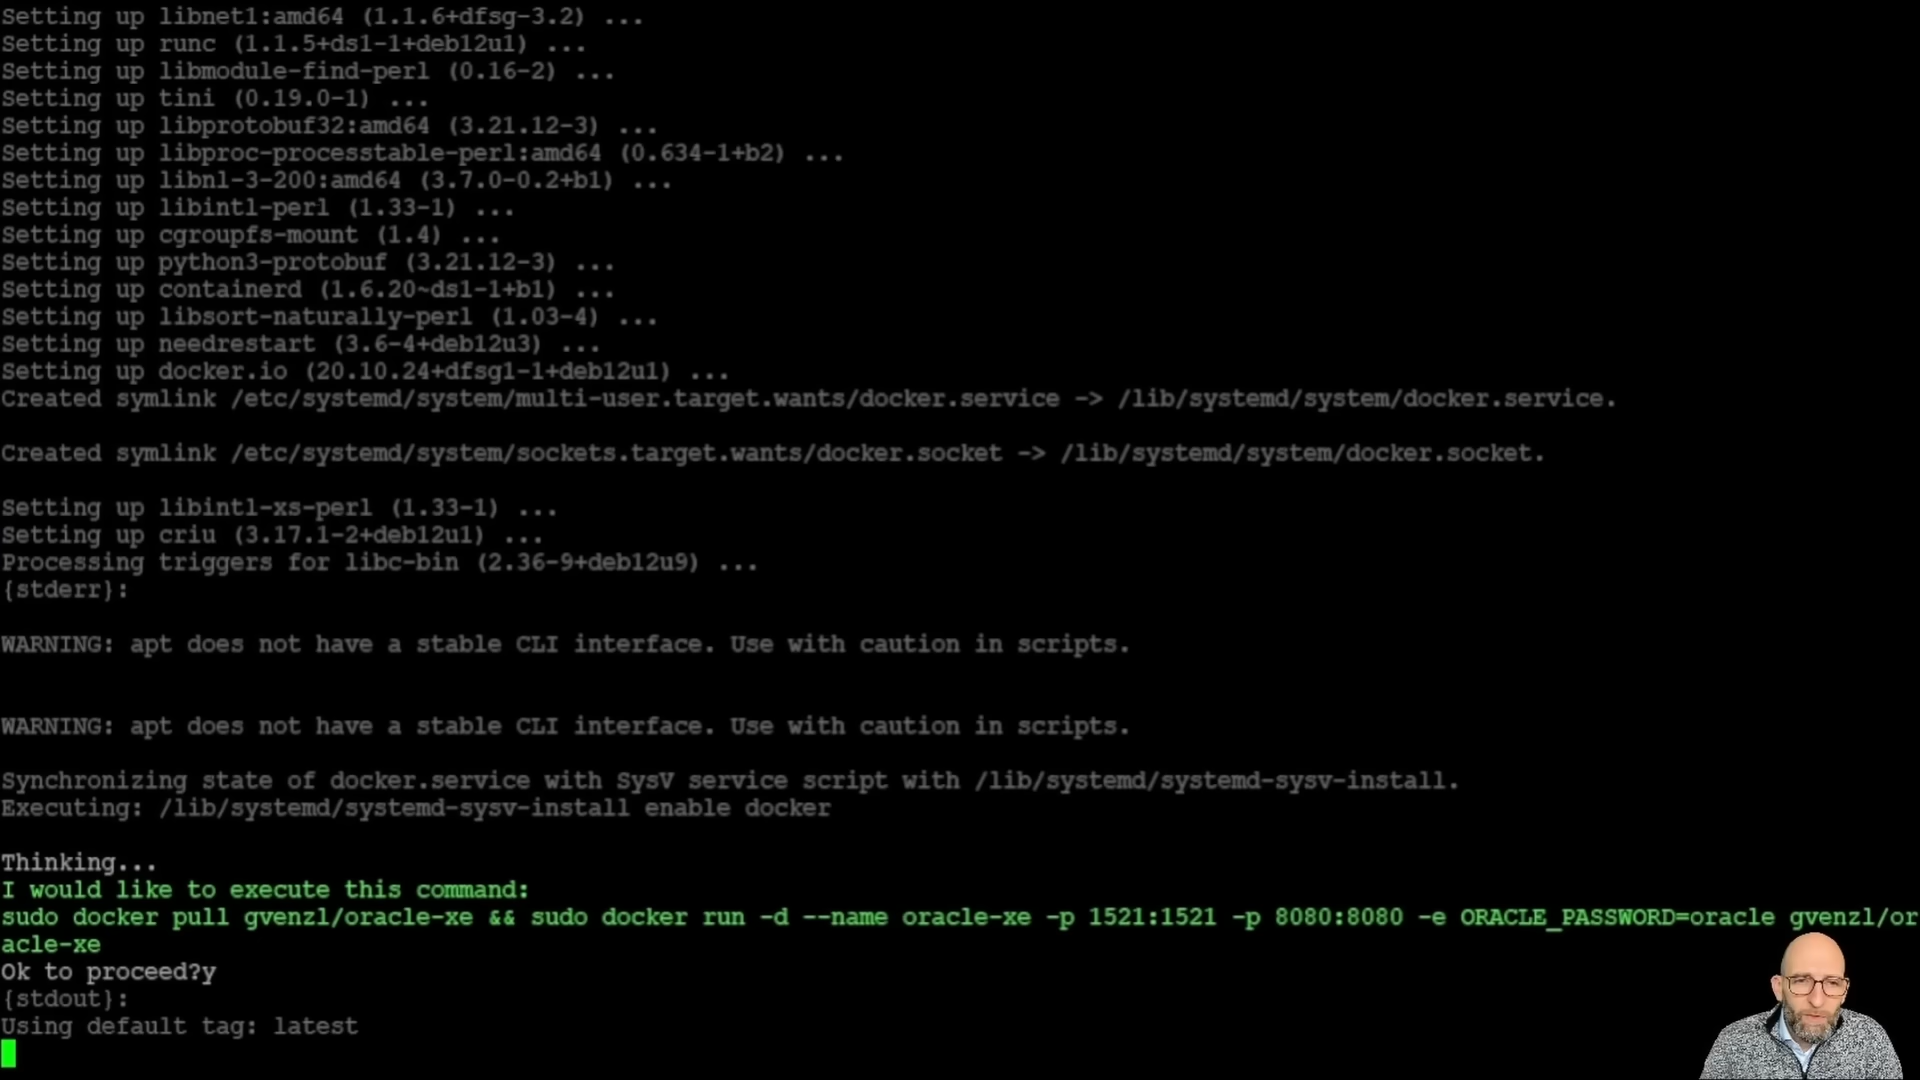 Setting up libnet1:amd64 (1.1.6+dfsg-3.2) ...
Setting up runc (1.1.5+ds1-1+deb12u1) ...
Setting up libmodule-find-perl (0.16-2) ...
Setting up tini (0.19.0-1) ...
Setting up libprotobuf32:amd64 (3.21.12-3) ...
Setting up libproc-processtable-perl:amd64 (0.634-1+b2) ...
Setting up libnl-3-200:amd64 (3.7.0-0.2+b1) ...
Setting up libintl-perl (1.33-1) ...
Setting up cgroupfs-mount (1.4) ...
Setting up python3-protobuf (3.21.12-3) ...
Setting up containerd (1.6.20~ds1-1+b1) ...
Setting up libsort-naturally-perl (1.03-4) ...
Setting up needrestart (3.6-4+deb12u3) ...
Setting up docker.io (20.10.24+dfsg1-1+deb12u1) ...
Created symlink /etc/systemd/system/multi-user.target.wants/docker.service -> /lib/systemd/system/docker.service.
Created symlink /etc/systemd/system/sockets.target.wants/docker.socket -> /lib/systemd/system/docker.socket.
Setting up libintl-xs-perl (1.33-1) ...
Setting up criu (3.17.1-2+deb12u1) ...
Processing triggers for libc-bin (2.36-9+deb12u9) ...
{stderr}:
WARNING: apt does not have a stable CLI interface. Use with caution in scripts.
WARNING: apt does not have a stable CLI interface. Use with caution in scripts.
Synchronizing state of docker.service with SysV service script with /lib/systemd/systemd-sysv-install.
Executing: /lib/systemd/systemd-sysv-install enable docker
Thinking...
I would like to execute this command:
sudo docker pull gvenzl/oracle-xe && sudo docker run -d --name oracle-xe -p 1521:1521 -p 8080:8080 -e ORACLE_PASSWORD=oracle gvenzl/or
acle-xe
Ok to proceed?y
{stdout}:
Using default tag: latest